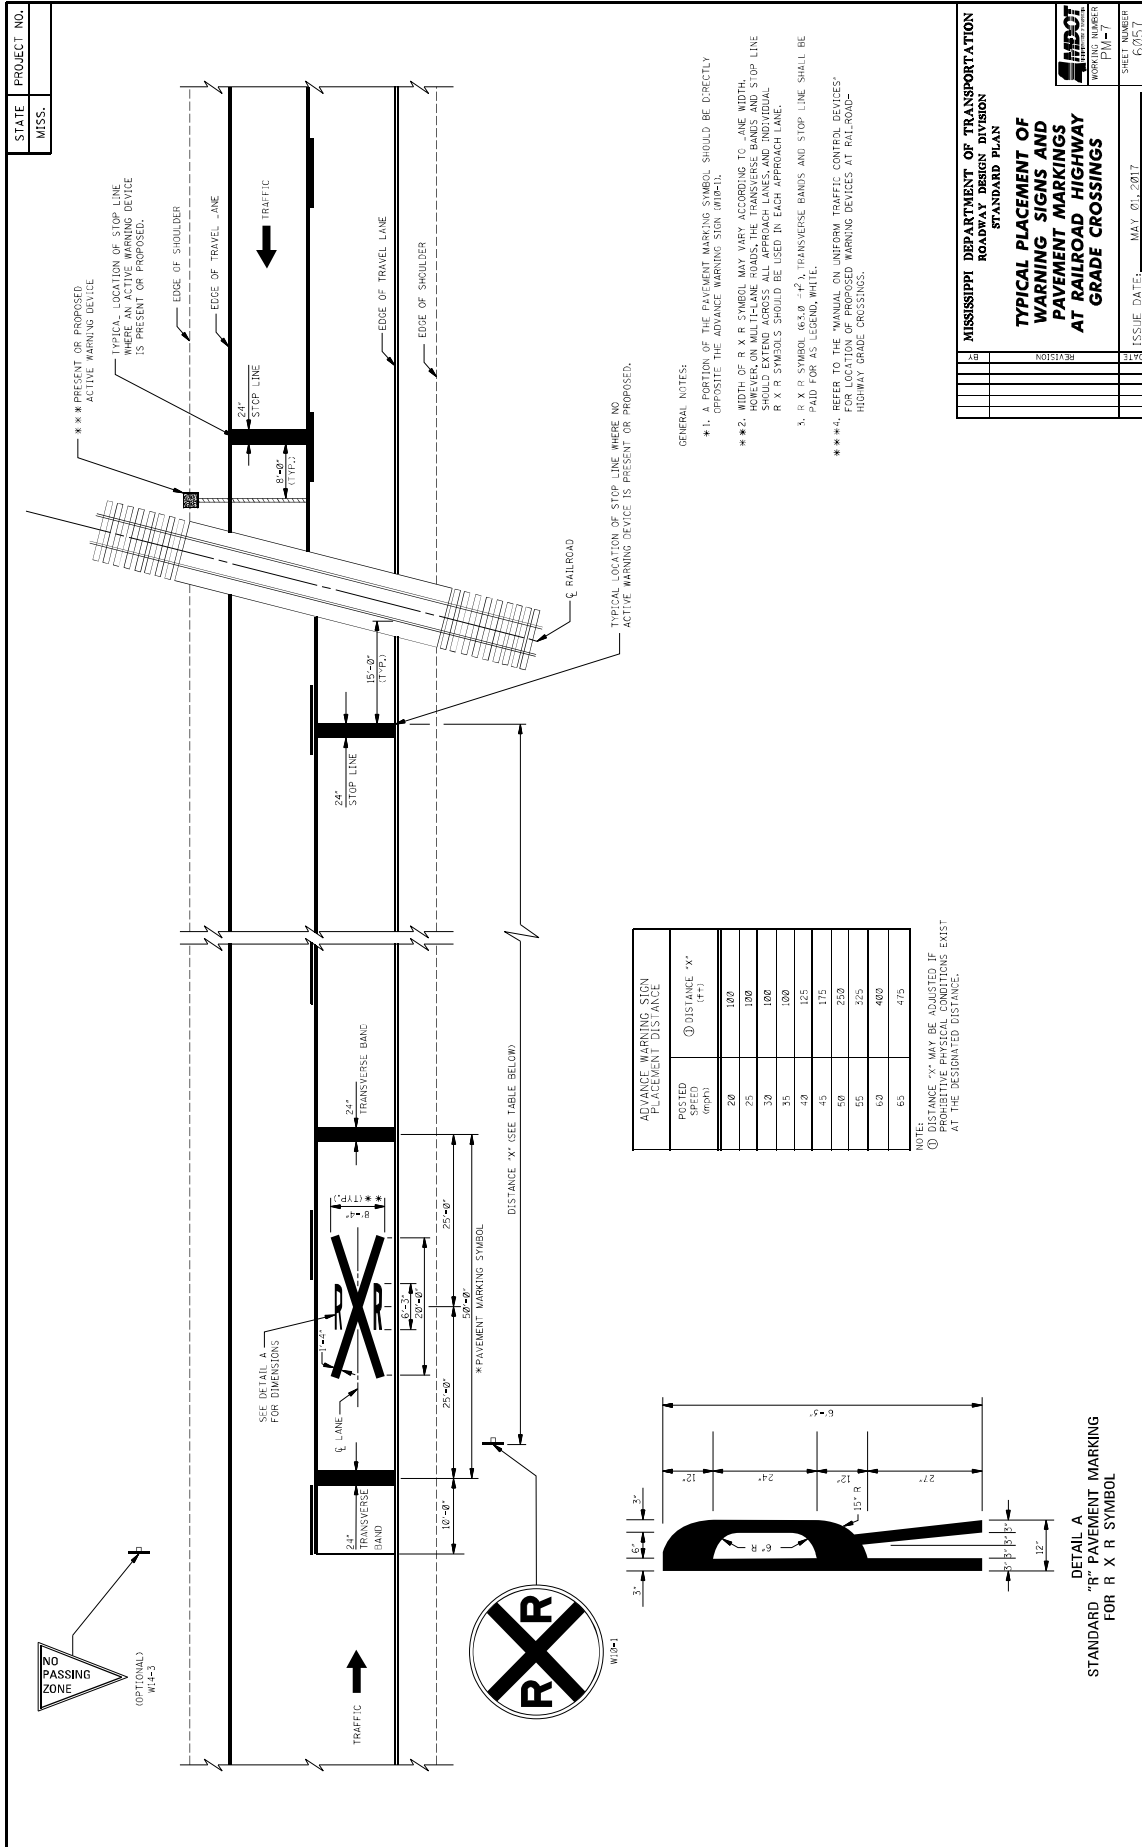 STATE
PROJECT NO.
MISS.
* * * PRESENT OR PROPOSED
ACTIVE WARNING DEVICE
TYPICAL LOCATION OF STOP LINE
WHERE AN ACTIVE WARNING DEVICE
IS PRESENT OR PROPOSED.
EDGE OF SHOULDER
EDGE OF TRAVEL LANE
TRAFFIC
EDGE OF TRAVEL LANE
EDGE OF SHOULDER
24"
STOP LINE
8'-0"
(TYP.)
℄ RAILROAD
15'-0"
(TYP.)
TYPICAL LOCATION OF STOP LINE WHERE NO
ACTIVE WARNING DEVICE IS PRESENT OR PROPOSED.
24"
STOP LINE
DISTANCE "X" (SEE TABLE BELOW)
24"
TRANSVERSE BAND
8'-4"
* * (TYP.)
R
R
SEE DETAIL A
FOR DIMENSIONS
1'-4"
℄ LANE
6'-3"
20'-0"
25'-0"
25'-0"
50'-0"
*PAVEMENT MARKING SYMBOL
24"
TRANSVERSE
BAND
10'-0"
NO
PASSING
ZONE
(OPTIONAL)
W14-3
TRAFFIC
R R
W10-1
GENERAL NOTES:
* 1. A PORTION OF THE PAVEMENT MARKING SYMBOL SHOULD BE DIRECTLY
OPPOSITE THE ADVANCE WARNING SIGN (W10-1).
* * 2. WIDTH OF R X R SYMBOL MAY VARY ACCORDING TO LANE WIDTH.
HOWEVER, ON MULTI-LANE ROADS, THE TRANSVERSE BANDS AND STOP LINE
SHOULD EXTEND ACROSS ALL APPROACH LANES, AND INDIVIDUAL
R X R SYMBOLS SHOULD BE USED IN EACH APPROACH LANE.
3. R X R SYMBOL (63.0 ft²), TRANSVERSE BANDS AND STOP LINE SHALL BE
PAID FOR AS LEGEND, WHITE.
* * * 4. REFER TO THE "MANUAL ON UNIFORM TRAFFIC CONTROL DEVICES"
FOR LOCATION OF PROPOSED WARNING DEVICES AT RAILROAD-
HIGHWAY GRADE CROSSINGS.
ADVANCE WARNING SIGN
PLACEMENT DISTANCE
POSTED
SPEED
(mph)
① DISTANCE "X"
(ft)
20 100
25 100
30 100
35 100
40 125
45 175
50 250
55 325
60 400
65 475
NOTE:
① DISTANCE "X" MAY BE ADJUSTED IF
PROHIBITIVE PHYSICAL CONDITIONS EXIST
AT THE DESIGNATED DISTANCE.
3"
6"
3"
12"
24"
12"
27"
6'-3"
6" R
15" R
3"
3"
3"
3"
12"
DETAIL A
STANDARD "R" PAVEMENT MARKING
FOR R X R SYMBOL
BY
REVISION
DATE
MISSISSIPPI DEPARTMENT OF TRANSPORTATION
ROADWAY DESIGN DIVISION
STANDARD PLAN
TYPICAL PLACEMENT OF
WARNING SIGNS AND
PAVEMENT MARKINGS
AT RAILROAD HIGHWAY
GRADE CROSSINGS
MDOT
WORKING NUMBER
PM-7
SHEET NUMBER
6057
ISSUE DATE: MAY 01, 2017